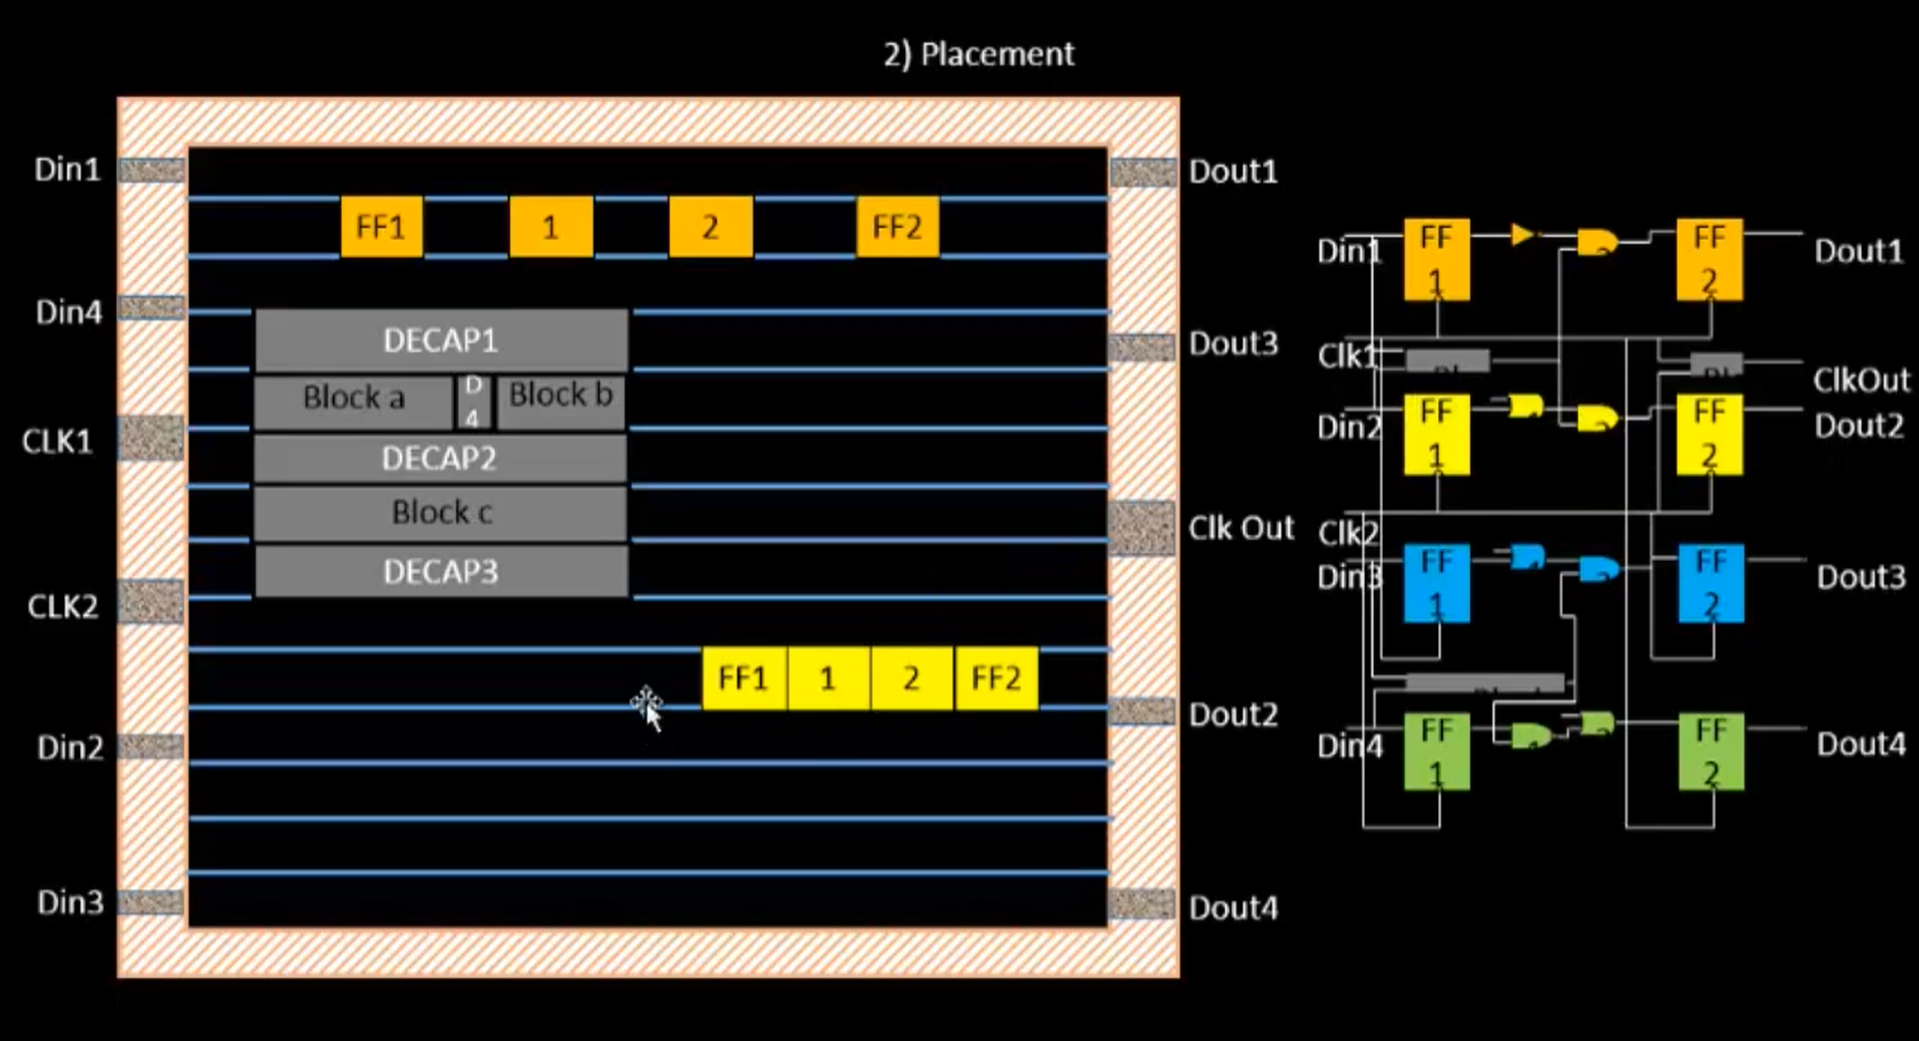 2) Placement
Din1
Din4
CLK1
CLK2
Din2
Din3
FF1 1 2 FF2
DECAP1
Block a D 4 Block b
DECAP2
Block c
DECAP3
FF1 1 2 FF2
Dout1
Dout3
Clk Out
Dout2
Dout4
Din1
FF
1
FF
2
Dout1
Clk1
ClkOut
Din2
FF
1
FF
2
Dout2
Clk2
Din3
FF
1
FF
2
Dout3
Din4
FF
1
FF
2
Dout4